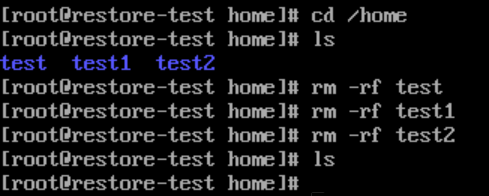 [root@restore-test home]# cd /home
[root@restore-test home]# ls
test  test1  test2
[root@restore-test home]# rm -rf test
[root@restore-test home]# rm -rf test1
[root@restore-test home]# rm -rf test2
[root@restore-test home]# ls
[root@restore-test home]#